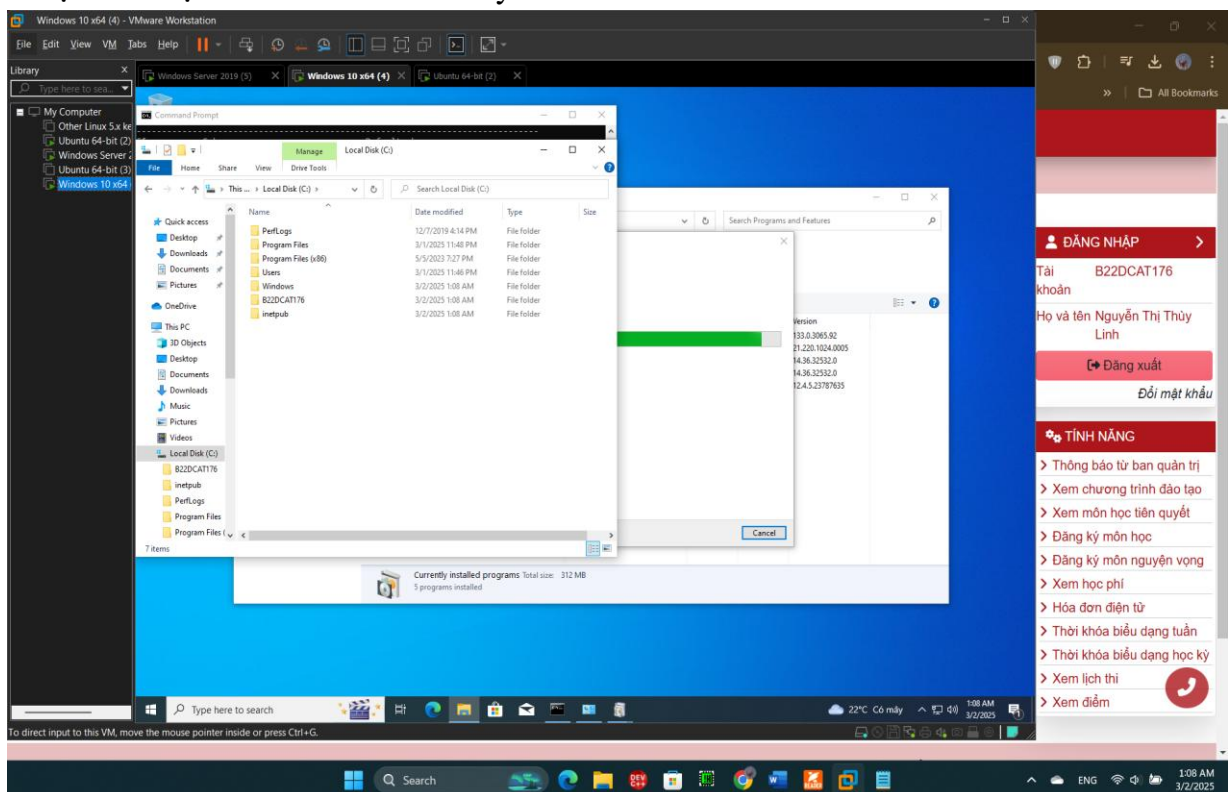 Windows 10 x64 (4) - VMware Workstation
File Edit View VM Tabs Help
Library X
Type here to sea...
My Computer
Other Linux 5.x ke
Ubuntu 64-bit (2)
Windows Server 2
Ubuntu 64-bit (3)
Windows 10 x64
Windows Server 2019 (5) X
Windows 10 x64 (4) X
Ubuntu 64-bit (2) X
Command Prompt
Manage Local Disk (C:)
File Home Share View Drive Tools
This ... > Local Disk (C:) >
Search Local Disk (C:)
Name Date modified Type Size
PerfLogs 12/7/2019 4:14 PM File folder
Program Files 3/1/2025 11:48 PM File folder
Program Files (x86) 5/5/2023 7:27 PM File folder
Users 3/1/2025 11:46 PM File folder
Windows 3/2/2025 1:08 AM File folder
B22DCAT176 3/2/2025 1:08 AM File folder
inetpub 3/2/2025 1:08 AM File folder
Quick access
Desktop
Downloads
Documents
Pictures
OneDrive
This PC
3D Objects
Desktop
Documents
Downloads
Music
Pictures
Videos
Local Disk (C:)
B22DCAT176
inetpub
PerfLogs
Program Files
Program Files (
7 items
Search Programs and Features
Version
133.0.3065.92
21.220.1024.0005
14.36.32532.0
14.36.32532.0
12.4.5.23787635
Cancel
Currently installed programs Total size: 312 MB
5 programs installed
Type here to search
22°C Có mây
1:08 AM
3/2/2025
To direct input to this VM, move the mouse pointer inside or press Ctrl+G.
» All Bookmarks
ĐĂNG NHẬP
Tài khoản B22DCAT176
Họ và tên Nguyễn Thị Thùy
Linh
Đăng xuất
Đổi mật khẩu
TÍNH NĂNG
Thông báo từ ban quản trị
Xem chương trình đào tạo
Xem môn học tiên quyết
Đăng ký môn học
Đăng ký môn nguyện vọng
Xem học phí
Hóa đơn điện tử
Thời khóa biểu dạng tuần
Thời khóa biểu dạng học kỳ
Xem lịch thi
Xem điểm
Search
ENG
1:08 AM
3/2/2025